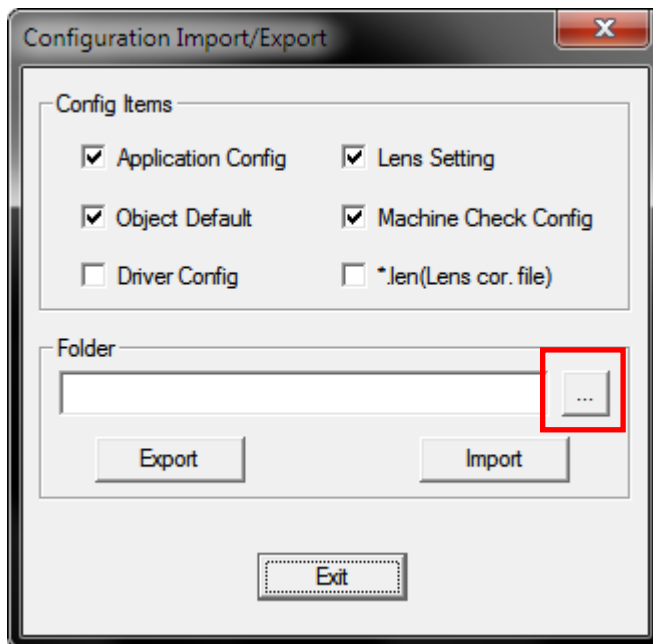 Configuration Import/Export
X
Config Items
Application Config
Lens Setting
Object Default
Machine Check Config
Driver Config
*.len(Lens cor. file)
Folder
...
Export
Import
Exit